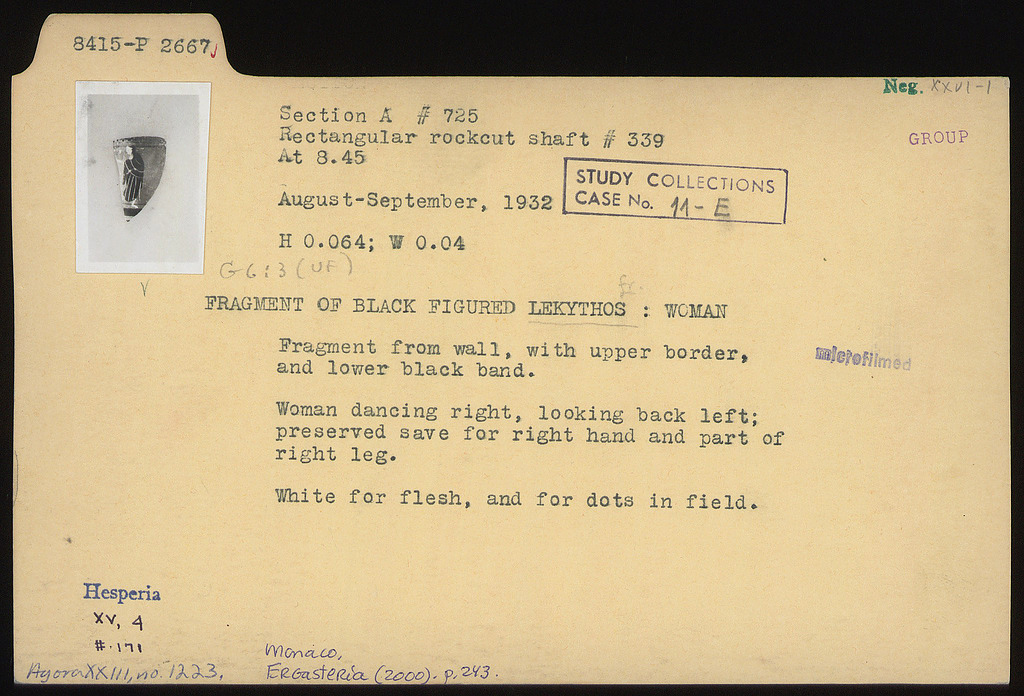 8415-P 2667
Neg. XXVI-1
GROUP
Section A # 725
Rectangular rockcut shaft # 339
At 8.45
STUDY COLLECTIONS
CASE No. 11-E
August-September, 1932
H 0.064; W 0.04
G 6:3 (UF)
fr.
FRAGMENT OF BLACK FIGURED LEKYTHOS : WOMAN
Fragment from wall, with upper border,
and lower black band.
microfilmed
Woman dancing right, looking back left;
preserved save for right hand and part of
right leg.
White for flesh, and for dots in field.
Hesperia
XV, 4
#.171
Agora XXIII, no. 1223.
Monaco,
ERGasteria (2000). p. 243.